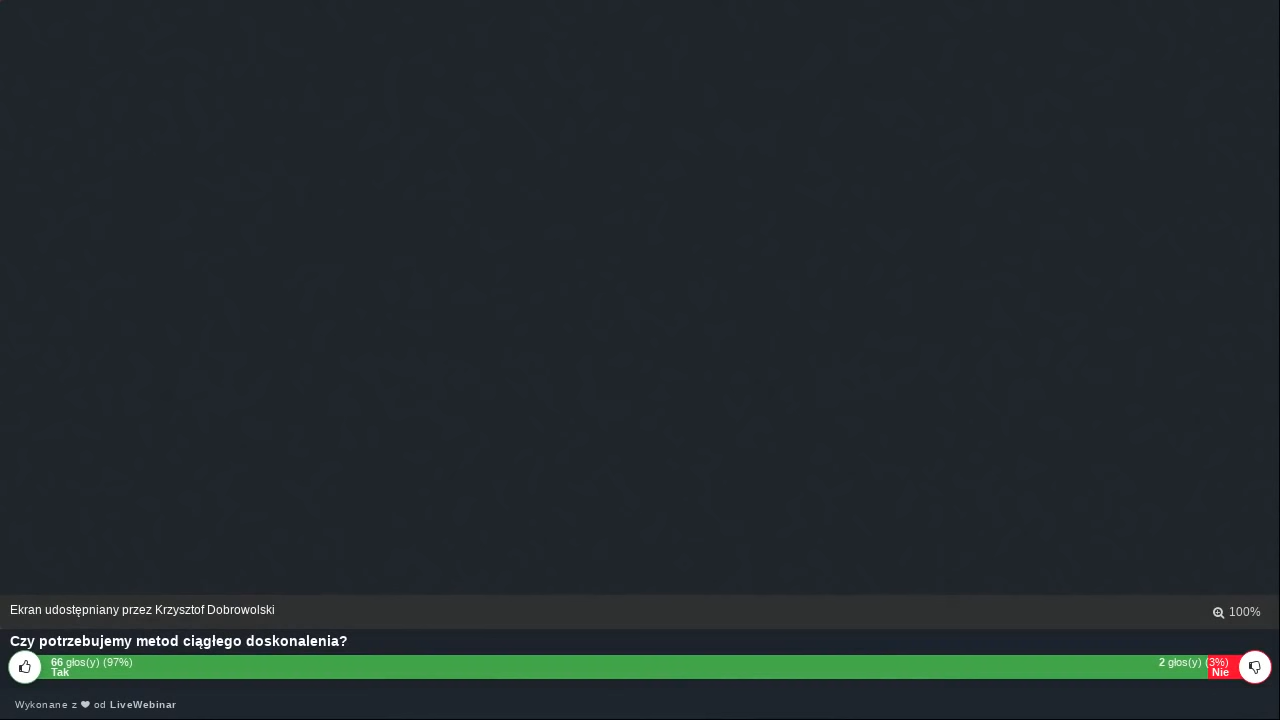 Ekran udostępniany przez Krzysztof Dobrowolski
100%
Czy potrzebujemy metod ciągłego doskonalenia?
66 głos(y) (97%)
2 głos(y) (3%)
Tak
Nie
Wykonane z ❤ od LiveWebinar